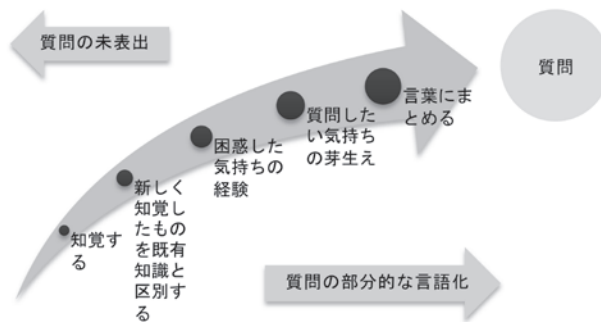 質問の未表出
質問
知覚す
る
新しく
知覚し
たもの
を既有
知識と
区別す
る
困惑した
気持ちの
経験
質問した
い気持ち
の芽生え
言葉にま
とめる
質問の部分的な言語化